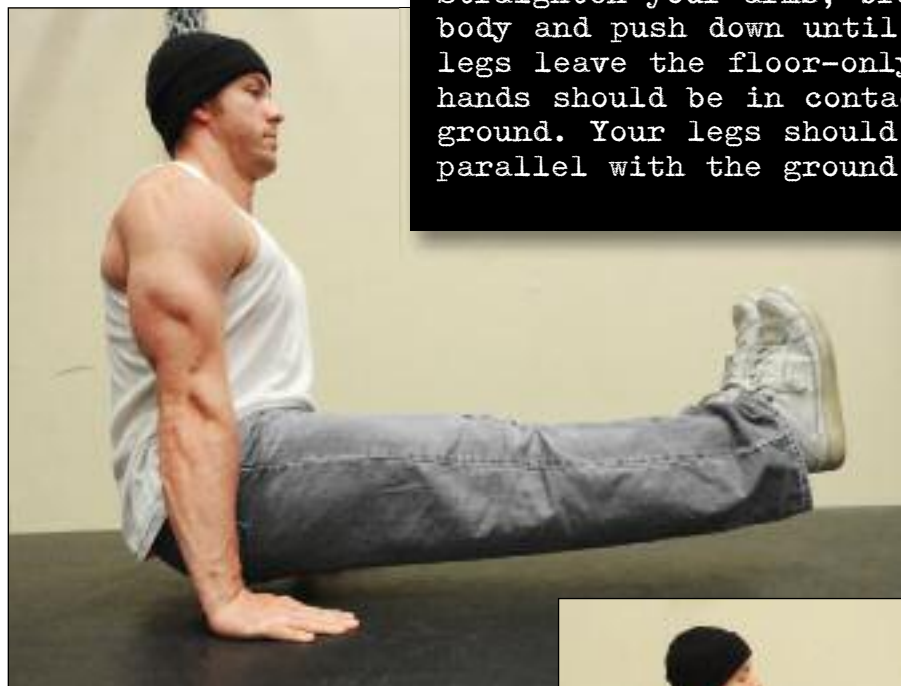 body and push down until
legs leave the floor-only
hands should be in conta
ground. Your legs should
parallel with the ground